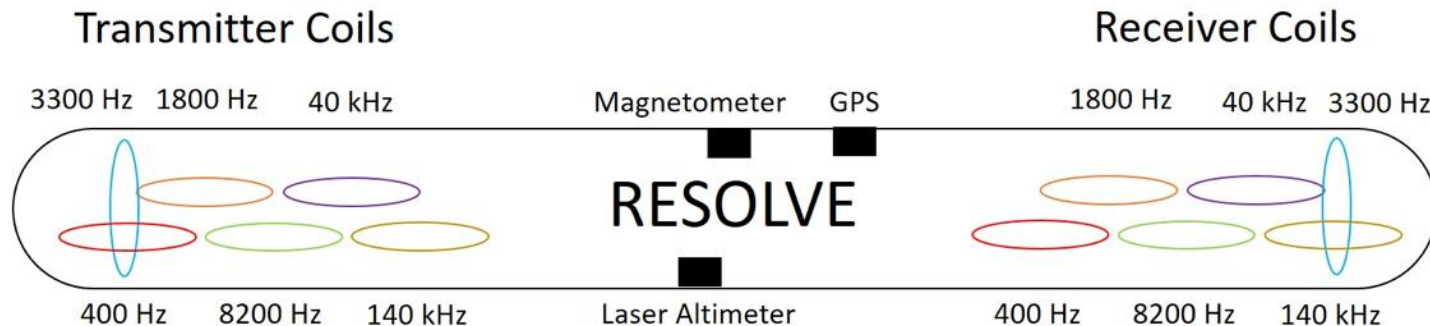 Transmitter Coils
Receiver Coils
3300 Hz 1800 Hz 40 kHz Magnetometer GPS 1800 Hz 40 kHz 3300 Hz
RESOLVE
400 Hz 8200 Hz 140 kHz Laser Altimeter 400 Hz 8200 Hz 140 kHz